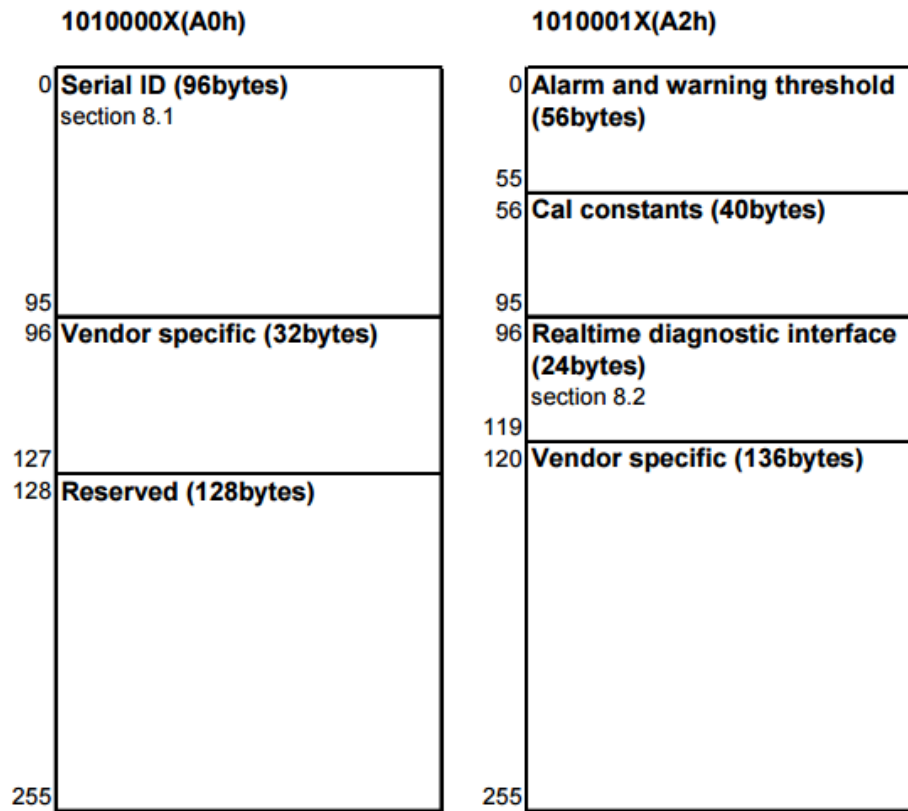 1010000X(A0h)
0 Serial ID (96bytes)
section 8.1
95
96 Vendor specific (32bytes)
127
128 Reserved (128bytes)
255
1010001X(A2h)
0 Alarm and warning threshold
(56bytes)
55
56 Cal constants (40bytes)
95
96 Realtime diagnostic interface
(24bytes)
section 8.2
119
120 Vendor specific (136bytes)
255